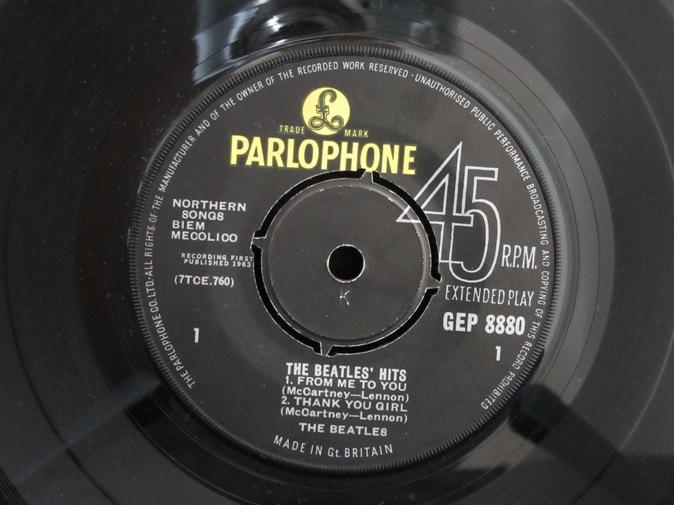 THE PARLOPHONE CO.LTD.·ALL RIGHTS OF THE MANUFACTURER AND OF THE OWNER OF THE RECORDED WORK RESERVED·UNAUTHORISED PUBLIC PERFORMANCE BROADCASTING AND COPYING OF THIS RECORD PROHIBITED
£
TRADE MARK
PARLOPHONE
45
R.P.M.
EXTENDED PLAY
GEP 8880
1
NORTHERN
SONGS
BIEM
MECOLICO
RECORDING FIRST
PUBLISHED 1963
(7TCE.760)
1
K
THE BEATLES' HITS
1. FROM ME TO YOU
(McCartney—Lennon)
2. THANK YOU GIRL
(McCartney—Lennon)
THE BEATLES
MADE IN Gt. BRITAIN